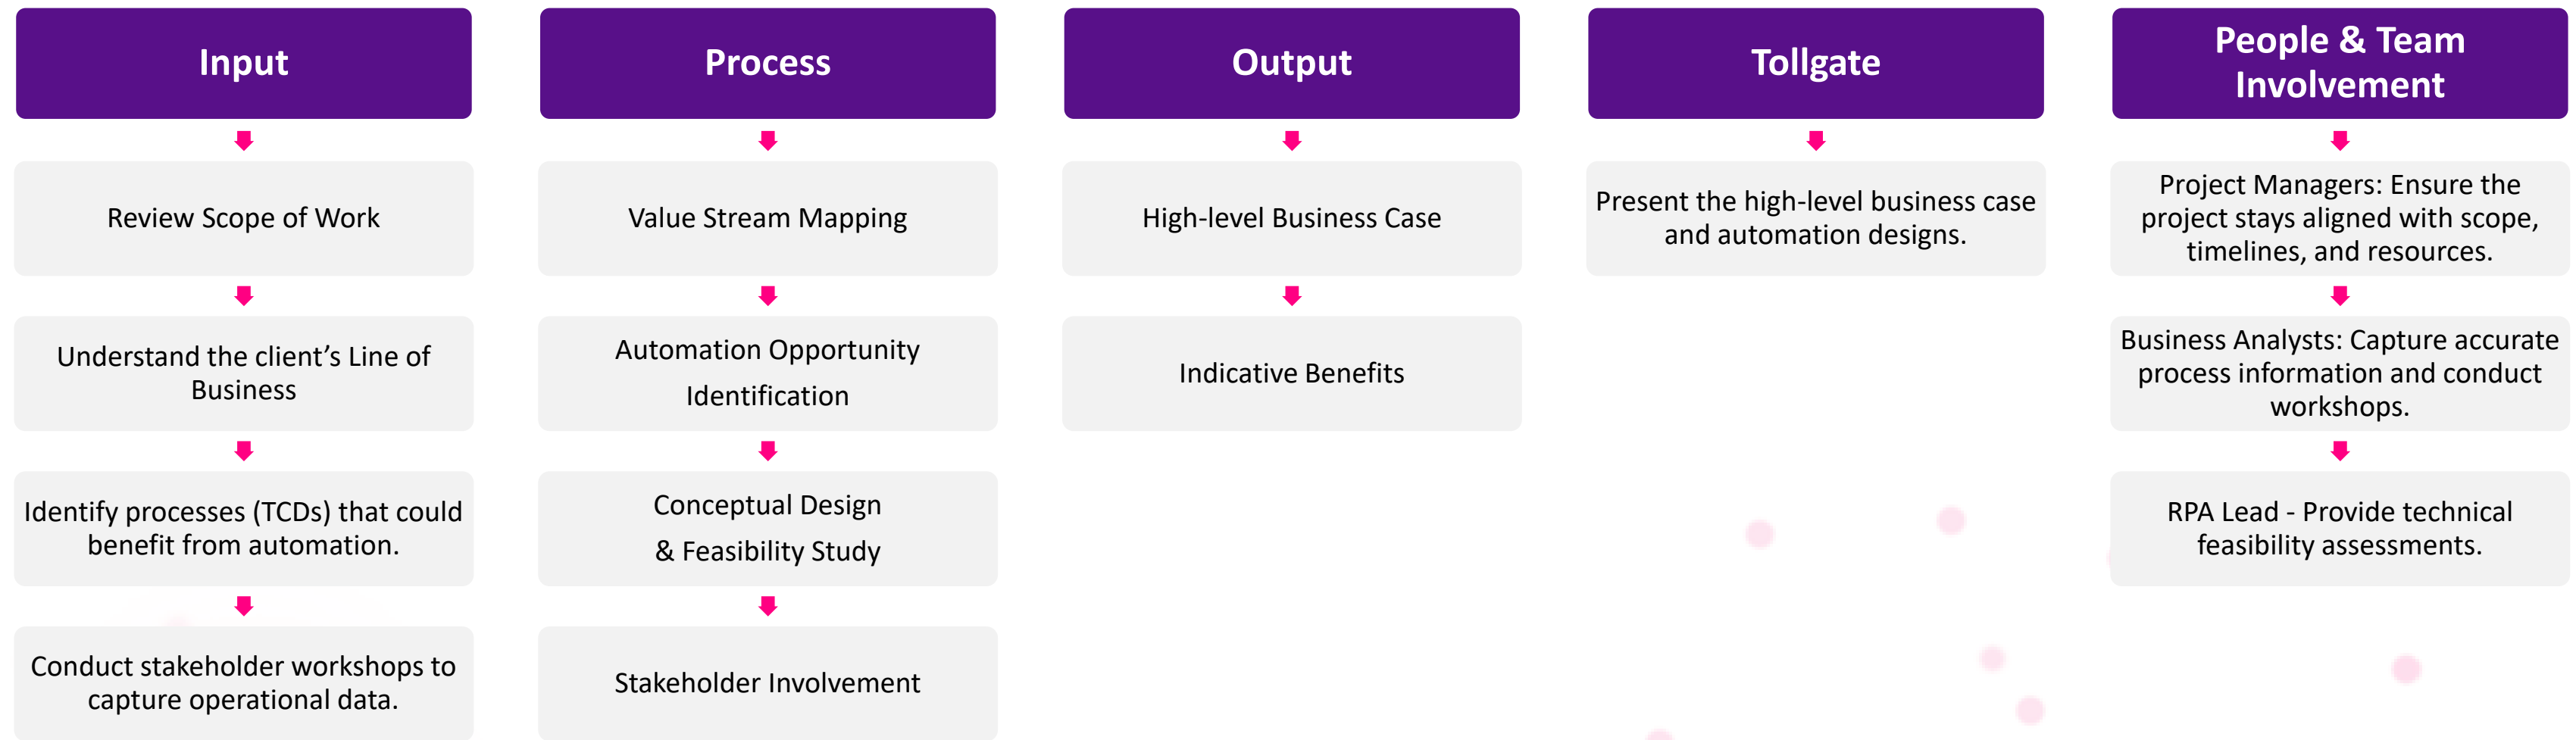 Input
Review Scope of Work
Understand the client’s Line of
Business
Identify processes (TCDs) that could
benefit from automation.
Conduct stakeholder workshops to
capture operational data.
Process
Value Stream Mapping
Automation Opportunity
Identification
Conceptual Design
& Feasibility Study
Stakeholder Involvement
Output
High-level Business Case
Indicative Benefits
Tollgate
Present the high-level business case
and automation designs.
People & Team
Involvement
Project Managers: Ensure the
project stays aligned with scope,
timelines, and resources.
Business Analysts: Capture accurate
process information and conduct
workshops.
RPA Lead - Provide technical
feasibility assessments.